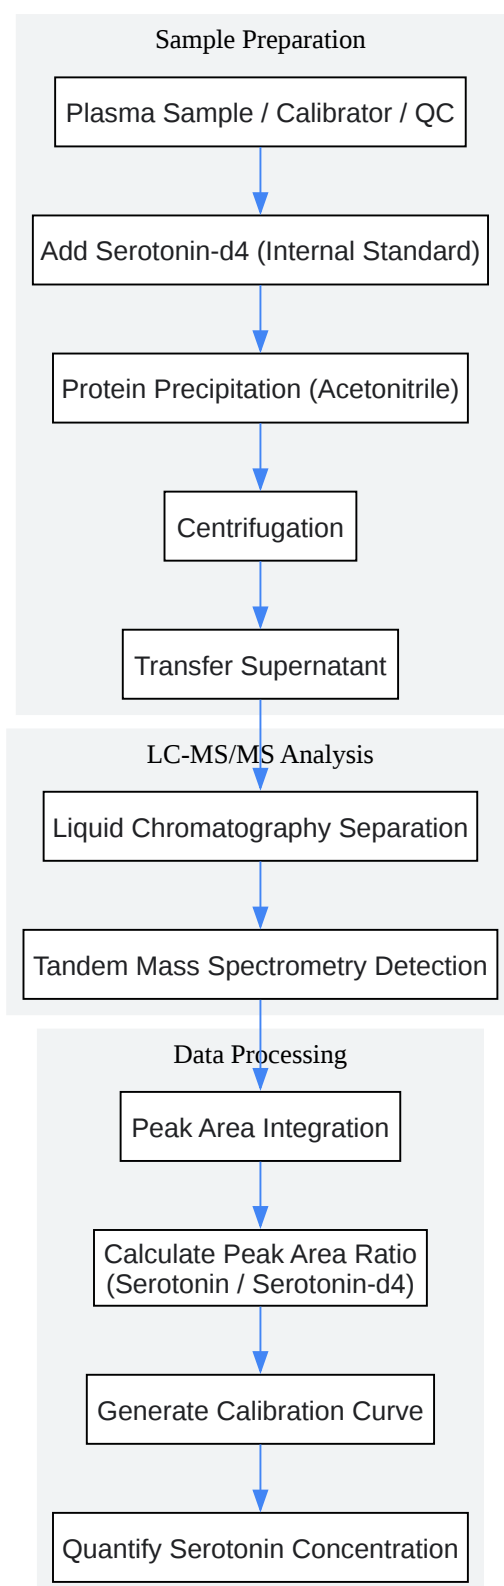 Sample Preparation
Plasma Sample / Calibrator / QC
Add Serotonin-d4 (Internal Standard)
Protein Precipitation (Acetonitrile)
Centrifugation
Transfer Supernatant
LC-MS/MS Analysis
Liquid Chromatography Separation
Tandem Mass Spectrometry Detection
Data Processing
Peak Area Integration
Calculate Peak Area Ratio
(Serotonin / Serotonin-d4)
Generate Calibration Curve
Quantify Serotonin Concentration